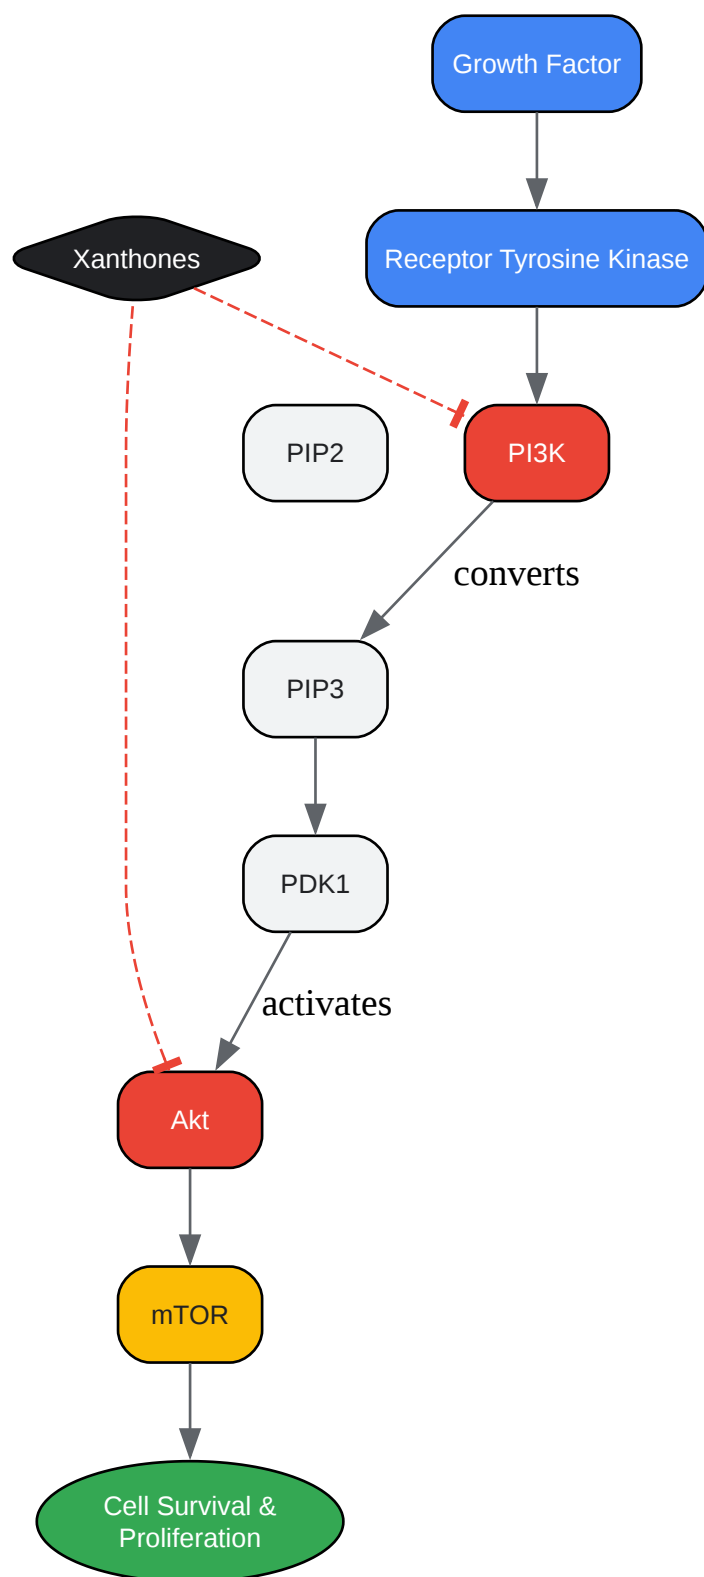 Growth Factor
Xanthones
Receptor Tyrosine Kinase
PIP2
PI3K
converts
PIP3
PDK1
activates
Akt
mTOR
Cell Survival &
Proliferation